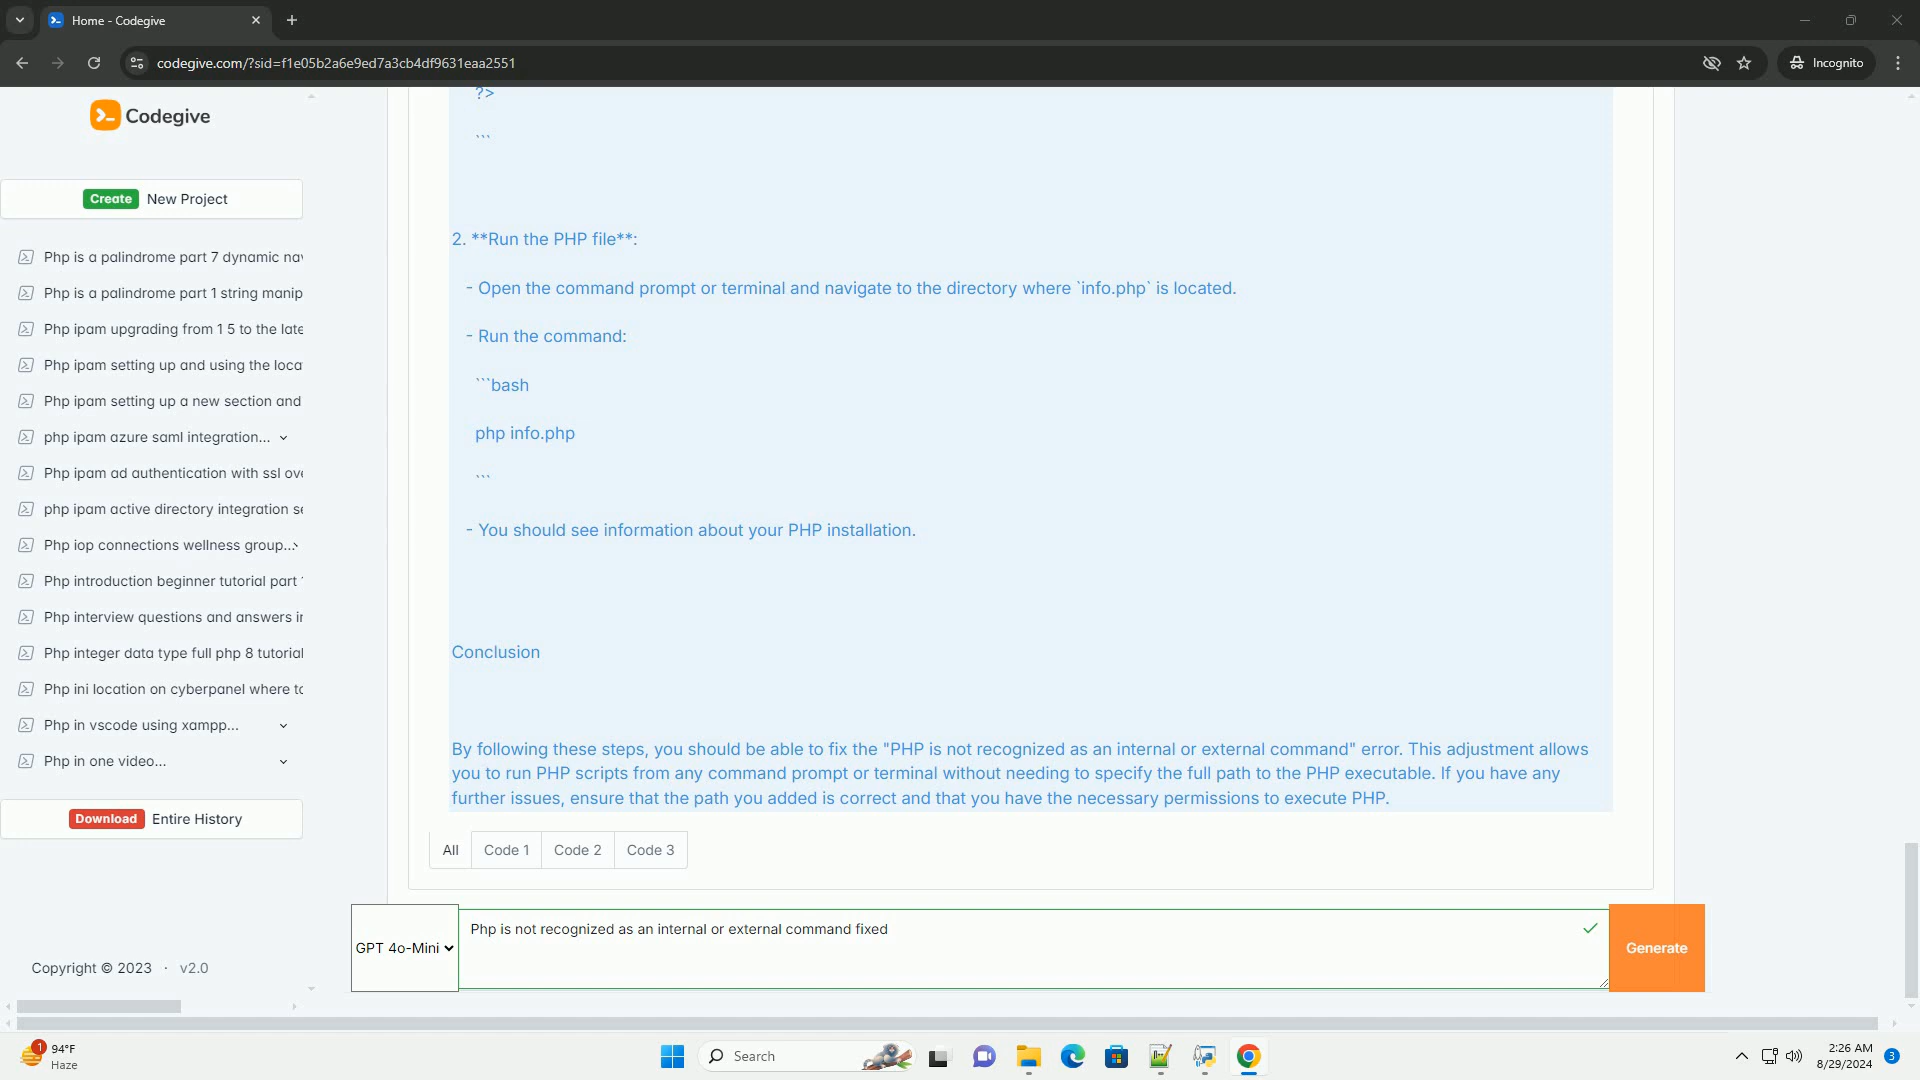 Home - Codegive
codegive.com/?sid=f1e05b2a6e9ed7a3cb4df9631eaa2551
Incognito
Codegive
Create New Project
Php is a palindrome part 7 dynamic nav
Php is a palindrome part 1 string manip
Php ipam upgrading from 1 5 to the late
Php ipam setting up and using the loca
Php ipam setting up a new section and
php ipam azure saml integration...
Php ipam ad authentication with ssl ove
php ipam active directory integration se
Php iop connections wellness group...
Php introduction beginner tutorial part 1
Php interview questions and answers in
Php integer data type full php 8 tutorial
Php ini location on cyberpanel where to
Php in vscode using xampp...
Php in one video...
Download Entire History
Copyright © 2023 · v2.0
?>
```
2. **Run the PHP file**:
- Open the command prompt or terminal and navigate to the directory where `info.php` is located.
- Run the command:
```bash
php info.php
```
- You should see information about your PHP installation.
Conclusion
By following these steps, you should be able to fix the "PHP is not recognized as an internal or external command" error. This adjustment allows
you to run PHP scripts from any command prompt or terminal without needing to specify the full path to the PHP executable. If you have any
further issues, ensure that the path you added is correct and that you have the necessary permissions to execute PHP.
All Code 1 Code 2 Code 3
GPT 4o-Mini
Php is not recognized as an internal or external command fixed
Generate
1
94°F
Haze
Search
2:26 AM
8/29/2024
3